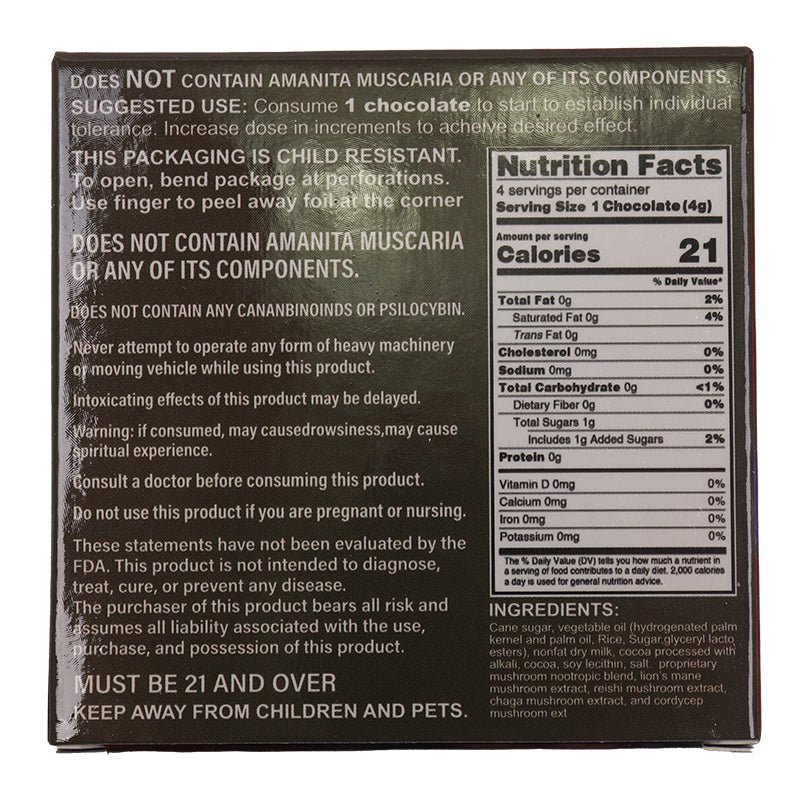 DOES NOT CONTAIN AMANITA MUSCARIA OR ANY OF ITS COMPONENTS.
SUGGESTED USE: Consume 1 chocolate to start to establish individual
tolerance. Increase dose in increments to acheive desired effect.
THIS PACKAGING IS CHILD RESISTANT.
To open, bend package at perforations.
Use finger to peel away foil at the corner
DOES NOT CONTAIN AMANITA MUSCARIA
OR ANY OF ITS COMPONENTS.
DOES NOT CONTAIN ANY CANANBINOINDS OR PSILOCYBIN.
Never attempt to operate any form of heavy machinery
or moving vehicle while using this product.
Intoxicating effects of this product may be delayed.
Warning: if consumed, may causedrowsiness,may cause
spiritual experience.
Consult a doctor before consuming this product.
Do not use this product if you are pregnant or nursing.
These statements have not been evaluated by the
FDA. This product is not intended to diagnose,
treat, cure, or prevent any disease.
The purchaser of this product bears all risk and
assumes all liability associated with the use,
purchase, and possession of this product.
MUST BE 21 AND OVER
KEEP AWAY FROM CHILDREN AND PETS.
Nutrition Facts
4 servings per container
Serving Size 1 Chocolate (4g)
Amount per serving
Calories 21
% Daily Value*
Total Fat 0g 2%
Saturated Fat 0g 4%
Trans Fat 0g
Cholesterol 0mg 0%
Sodium 0mg 0%
Total Carbohydrate 0g <1%
Dietary Fiber 0g 0%
Total Sugars 1g
Includes 1g Added Sugars 2%
Protein 0g
Vitamin D 0mg 0%
Calcium 0mg 0%
Iron 0mg 0%
Potassium 0mg 0%
The % Daily Value (DV) tells you how much a nutrient in
a serving of food contributes to a daily diet. 2,000 calories
a day is used for general nutrition advice.
INGREDIENTS:
Cane sugar, vegetable oil (hydrogenated palm
kernel and palm oil, Rice, Sugar,glyceryl lacto
esters), nonfat dry milk, cocoa processed with
alkali, cocoa, soy lecithin, salt. proprietary
mushroom nootropic blend, lion's mane
mushroom extract, reishi mushroom extract,
chaga mushroom extract, and cordycep
mushroom ext